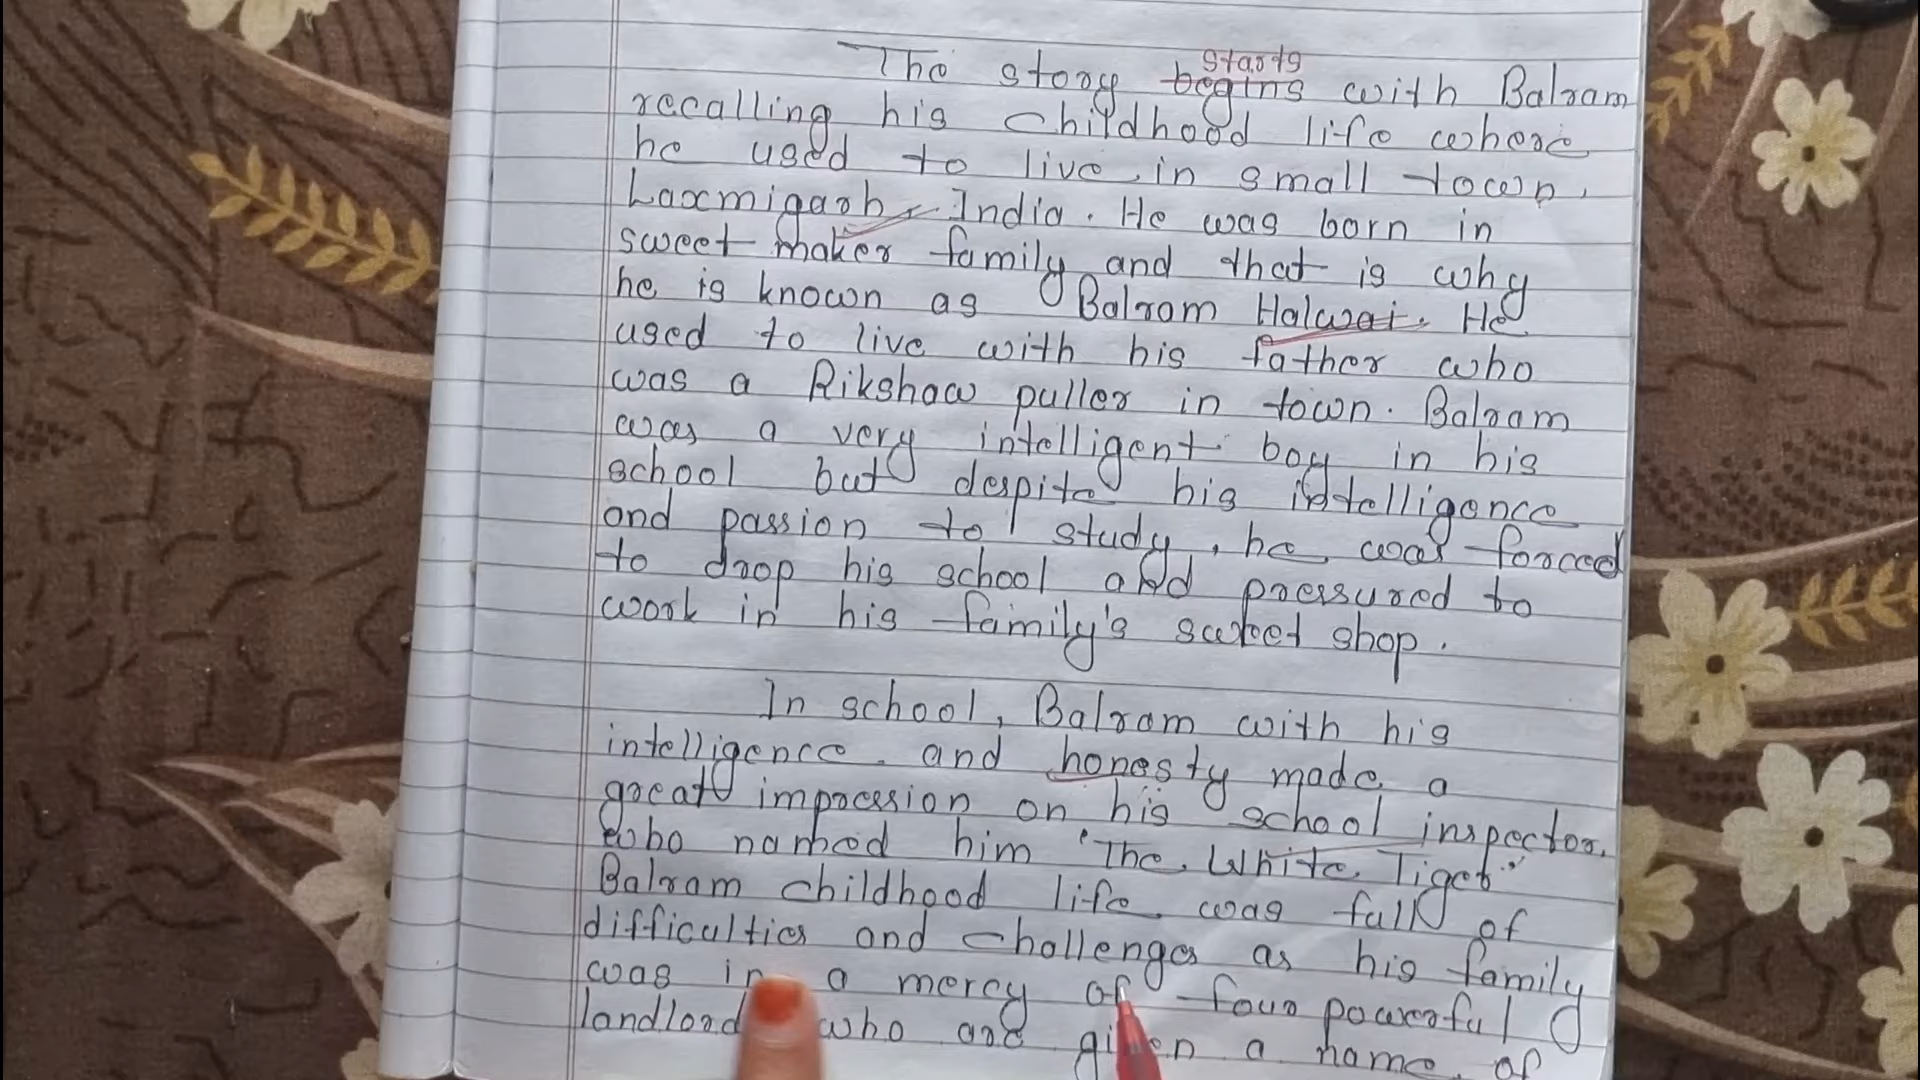 starts
The story begins with Balram
recalling his childhood life where
he used to live in small town,
Laxmigarh, India. He was born in
sweet maker family and that is why
he is known as Balram Halwai. He
used to live with his father who
was a Rikshaw puller in town. Balram
was a very intelligent boy in his
school but despite his intelligence
and passion to study, he was forced
to drop his school and pressured to
work in his family's sweet shop.
In school, Balram with his
intelligence and honesty made a
great impression on his school inspector,
who named him 'The White Tiger"
Balram childhood life was full of
difficulties and challenges as his family
was in a mercy of four powerful
landlord who are given a name of